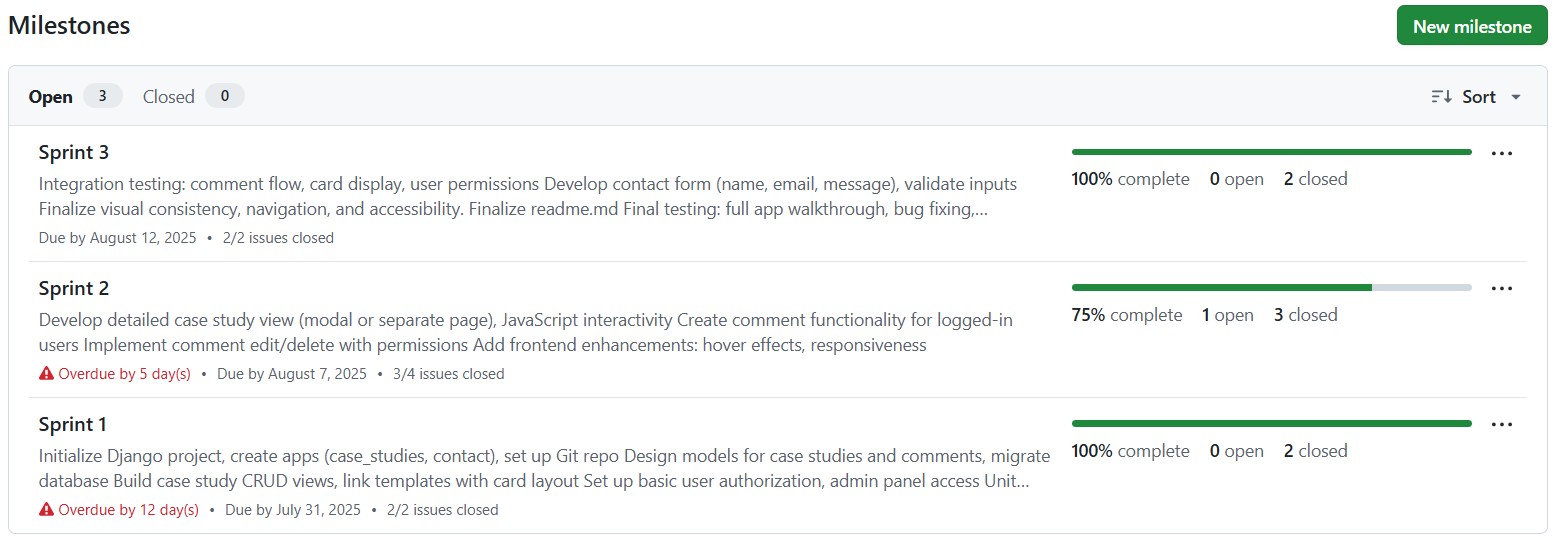 Milestones
New milestone
Open 3 Closed 0
Sort
Sprint 3
Integration testing: comment flow, card display, user permissions Develop contact form (name, email, message), validate inputs
Finalize visual consistency, navigation, and accessibility. Finalize readme.md Final testing: full app walkthrough, bug fixing,...
Due by August 12, 2025 • 2/2 issues closed
100% complete 0 open 2 closed
Sprint 2
Develop detailed case study view (modal or separate page), JavaScript interactivity Create comment functionality for logged-in
users Implement comment edit/delete with permissions Add frontend enhancements: hover effects, responsiveness
Overdue by 5 day(s) • Due by August 7, 2025 • 3/4 issues closed
75% complete 1 open 3 closed
Sprint 1
Initialize Django project, create apps (case_studies, contact), set up Git repo Design models for case studies and comments, migrate
database Build case study CRUD views, link templates with card layout Set up basic user authorization, admin panel access Unit...
Overdue by 12 day(s) • Due by July 31, 2025 • 2/2 issues closed
100% complete 0 open 2 closed